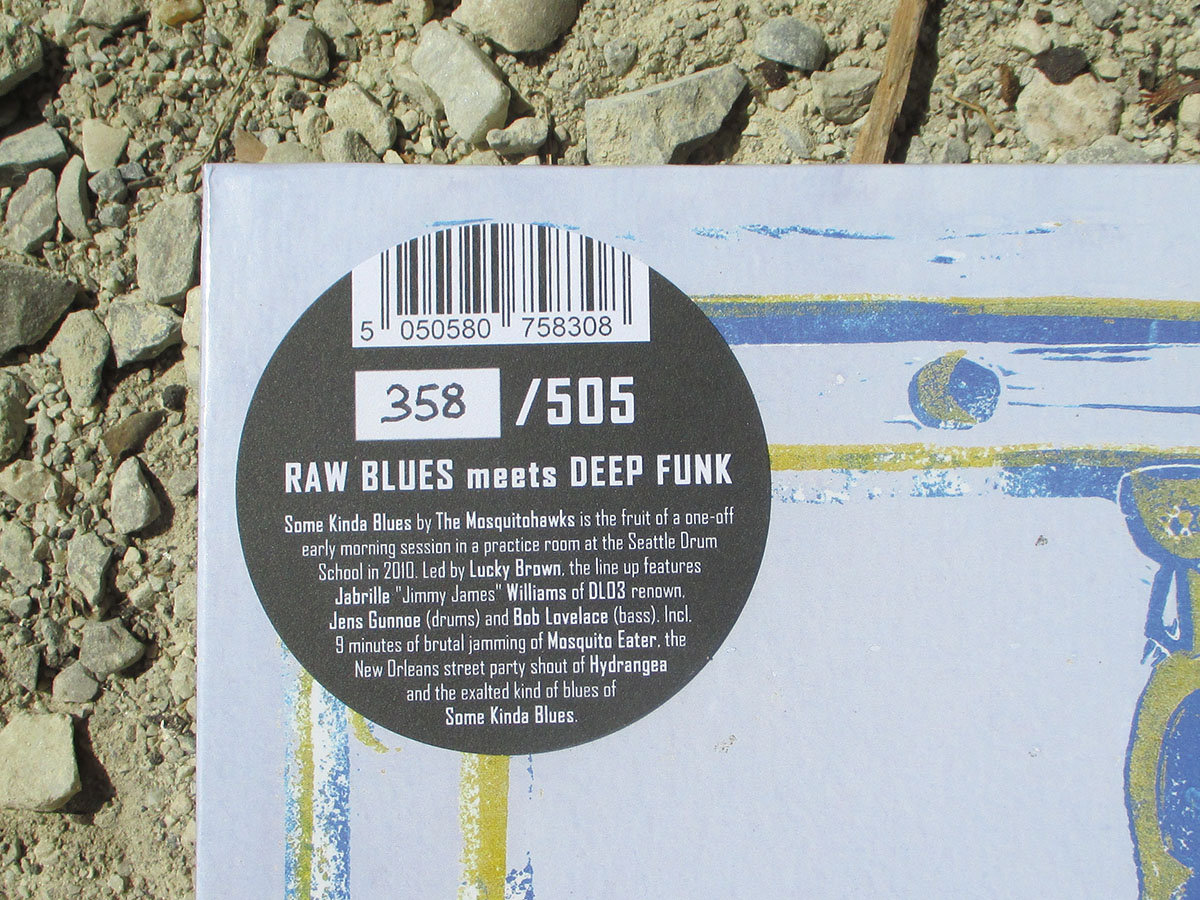 5 050580 758308
358 /505
RAW BLUES meets DEEP FUNK
Some Kinda Blues by The Mosquitohawks is the fruit of a one-off
early morning session in a practice room at the Seattle Drum
School in 2010. Led by Lucky Brown, the line up features
Jabrille "Jimmy James" Williams of DLO3 renown,
Jens Gunnoe (drums) and Bob Lovelace (bass). Incl.
9 minutes of brutal jamming of Mosquito Eater, the
New Orleans street party shout of Hydrangea
and the exalted kind of blues of
Some Kinda Blues.